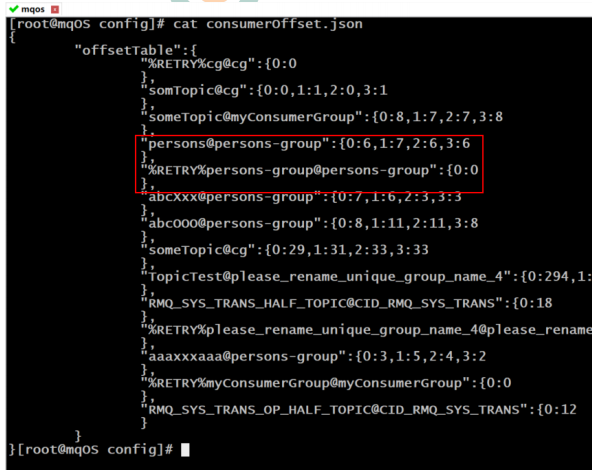 mqos
[root@mqOS config]# cat consumerOffset.json
{
"offsetTable":{
"%RETRY%cg@cg":{0:0
},
"somTopic@cg":{0:0,1:1,2:0,3:1
},
"someTopic@myConsumerGroup":{0:8,1:7,2:7,3:8
},
"persons@persons-group":{0:6,1:7,2:6,3:6
},
"%RETRY%persons-group@persons-group":{0:0
},
"abcXxx@persons-group":{0:7,1:6,2:3,3:3
},
"abcOOO@persons-group":{0:8,1:11,2:11,3:8
},
"someTopic@cg":{0:29,1:31,2:33,3:33
},
"TopicTest@please_rename_unique_group_name_4":{0:294,1:
},
"RMQ_SYS_TRANS_HALF_TOPIC@CID_RMQ_SYS_TRANS":{0:18
},
"%RETRY%please_rename_unique_group_name_4@please_rename
},
"aaaxxxaaa@persons-group":{0:3,1:5,2:4,3:2
},
"%RETRY%myConsumerGroup@myConsumerGroup":{0:0
},
"RMQ_SYS_TRANS_OP_HALF_TOPIC@CID_RMQ_SYS_TRANS":{0:12
}
}
}[root@mqOS config]#